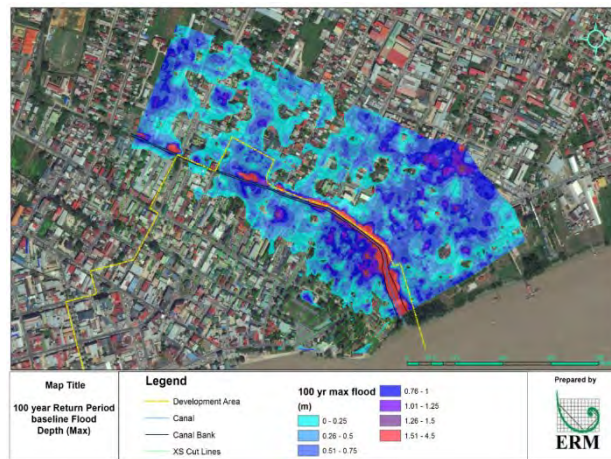 Map Title
100 year Return Period
baseline Flood
Depth (Max)
Legend
Development Area
Canal
Canal Bank
XS Cut Lines
100 yr max flood
(m)
0 - 0.25
0.26 - 0.5
0.51 - 0.75
0.76 - 1
1.01 - 1.25
1.26 - 1.5
1.51 - 4.5
Prepared by
ERM